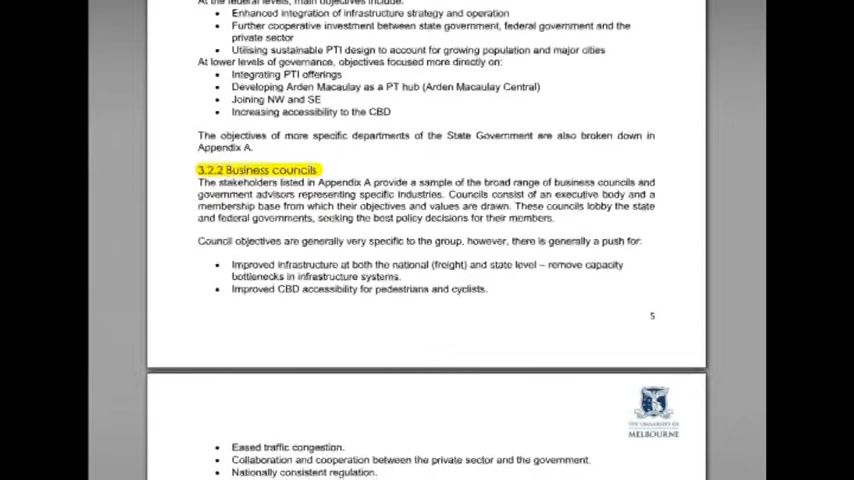 At the federal levels, main objectives include:
• Enhanced integration of infrastructure strategy and operation
• Further cooperative investment between state government, federal government and the
private sector
• Utilising sustainable PTI design to account for growing population and major cities
At lower levels of governance, objectives focused more directly on:
• Integrating PTI offerings
• Developing Arden Macaulay as a PT hub (Arden Macaulay Central)
• Joining NW and SE
• Increasing accessibility to the CBD
The objectives of more specific departments of the State Government are also broken down in
Appendix A.
3.2.2 Business councils
The stakeholders listed in Appendix A provide a sample of the broad range of business councils and
government advisors representing specific industries. Councils consist of an executive body and a
membership base from which their objectives and values are drawn. These councils lobby the state
and federal governments, seeking the best policy decisions for their members.
Council objectives are generally very specific to the group, however, there is generally a push for:
• Improved infrastructure at both the national (freight) and state level – remove capacity
bottlenecks in infrastructure systems.
• Improved CBD accessibility for pedestrians and cyclists.
5
THE UNIVERSITY OF
MELBOURNE
• Eased traffic congestion.
• Collaboration and cooperation between the private sector and the government.
• Nationally consistent regulation.